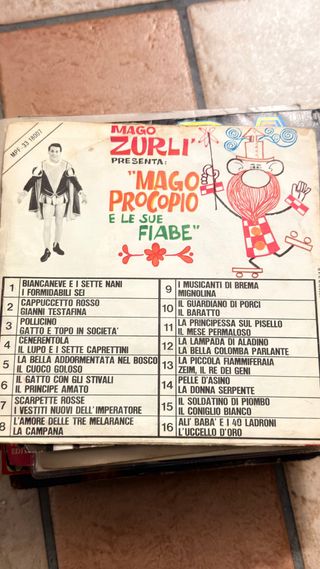 MPF. 33 18001
MAGO
ZURLI'
PRESENTA:
"MAGO
PROCOPIO
E LE SUE
FIABE"
1 BIANCANEVE E I SETTE NANI
I FORMIDABILI SEI
2 CAPPUCCETTO ROSSO
GIANNI TESTAFINA
3 POLLICINO
GATTO E TOPO IN SOCIETA'
4 CENERENTOLA
IL LUPO E I SETTE CAPRETTINI
5 LA BELLA ADDORMENTATA NEL BOSCO
IL CUOCO GOLOSO
6 IL GATTO CON GLI STIVALI
IL PRINCIPE AMATO
7 SCARPETTE ROSSE
I VESTITI NUOVI DELL'IMPERATORE
8 L'AMORE DELLE TRE MELARANCE
LA CAMPANA
9 I MUSICANTI DI BREMA
MIGNOLINA
10 IL GUARDIANO DI PORCI
IL BARATTO
11 LA PRINCIPESSA SUL PISELLO
IL MESE PERMALOSO
12 LA LAMPADA DI ALADINO
LA BELLA COLOMBA PARLANTE
13 LA PICCOLA FIAMMIFERAIA
ZEIM, IL RE DEI GENI
14 PELLE D'ASINO
LA DONNA SERPENTE
15 IL SOLDATINO DI PIOMBO
IL CONIGLIO BIANCO
16 ALI' BABA' E I 40 LADRONI
L'UCCELLO D'ORO